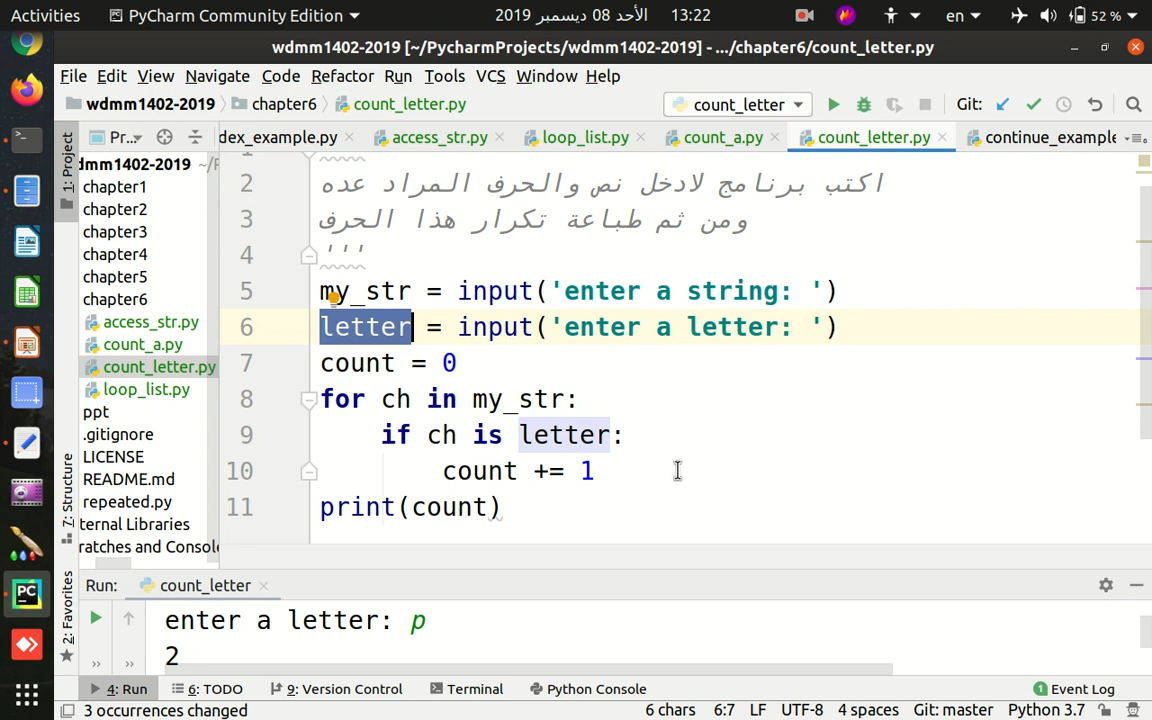 Activities
PyCharm Community Edition
الأحد 08 ديسمبر 2019 13:22
en
52 %
wdmm1402-2019 [~/PycharmProjects/wdmm1402-2019] - .../chapter6/count_letter.py
File Edit View Navigate Code Refactor Run Tools VCS Window Help
wdmm1402-2019 chapter6 count_letter.py
count_letter
Git:
1: Project
Pr...
dex_example.py access_str.py loop_list.py count_a.py count_letter.py continue_example
dmm1402-2019
chapter1
chapter2
chapter3
chapter4
chapter5
chapter6
access_str.py
count_a.py
count_letter.py
loop_list.py
ppt
.gitignore
LICENSE
README.md
repeated.py
ternal Libraries
ratches and Console
7: Structure
2: Favorites
2 اكتب برنامج لادخل نص والحرف المراد عده
3 ومن ثم طباعة تكرار هذا الحرف
4 '''
5 my_str = input('enter a string: ')
6 letter = input('enter a letter: ')
7 count = 0
8 for ch in my_str:
9 if ch is letter:
10 count += 1
11 print(count)
Run: count_letter
enter a letter: p
2
4: Run 6: TODO 9: Version Control Terminal Python Console 1 Event Log
3 occurrences changed 6 chars 6:7 LF UTF-8 4 spaces Git: master Python 3.7